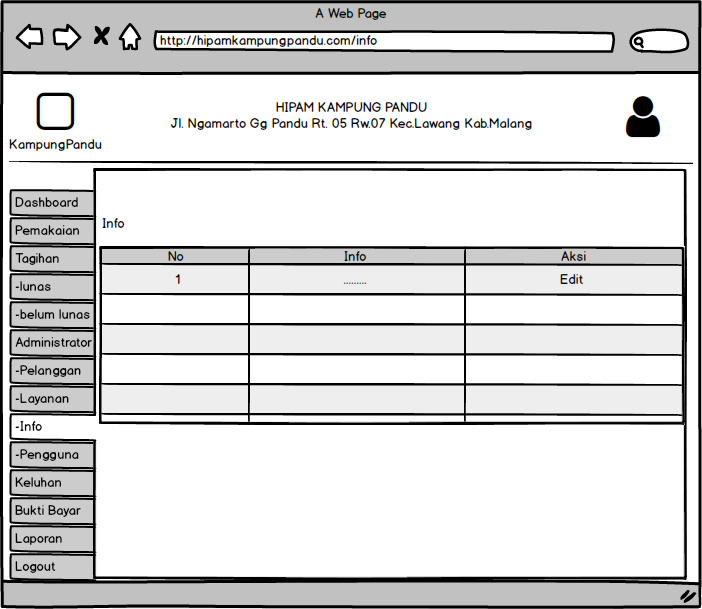 A Web Page
http://hipamkampungpandu.com/info
HIPAM KAMPUNG PANDU
Jl. Ngamarto Gg Pandu Rt. 05 Rw.07 Kec.Lawang Kab.Malang
KampungPandu
Dashboard
Pemakaian
Tagihan
-lunas
-belum lunas
Administrator
-Pelanggan
-Layanan
-Info
-Pengguna
Keluhan
Bukti Bayar
Laporan
Logout
Info
No Info Aksi
1 ......... Edit